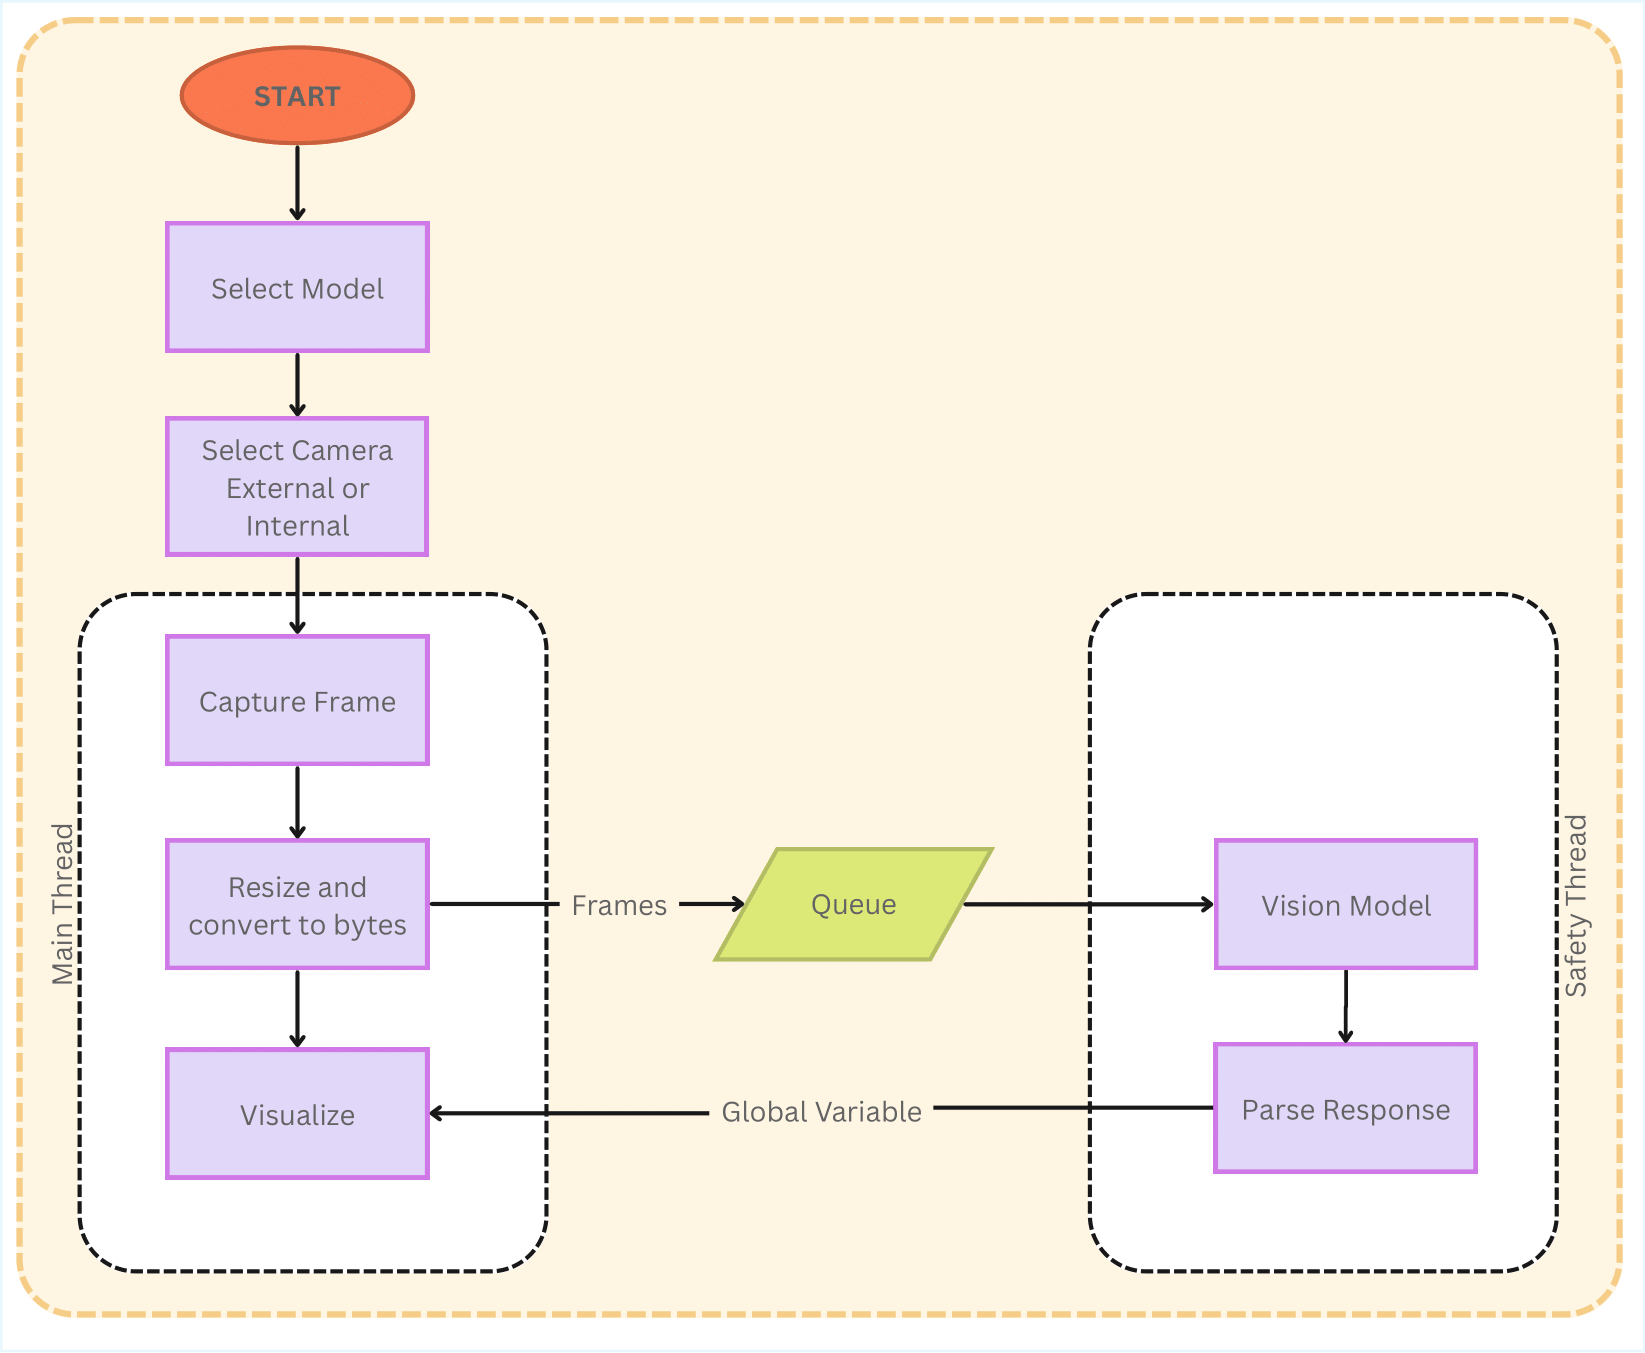 START
Select Model
Select Camera
External or
Internal
Capture Frame
Main Thread
Resize and
convert to bytes
Frames
Queue
Vision Model
Safety Thread
Visualize
Global Variable
Parse Response